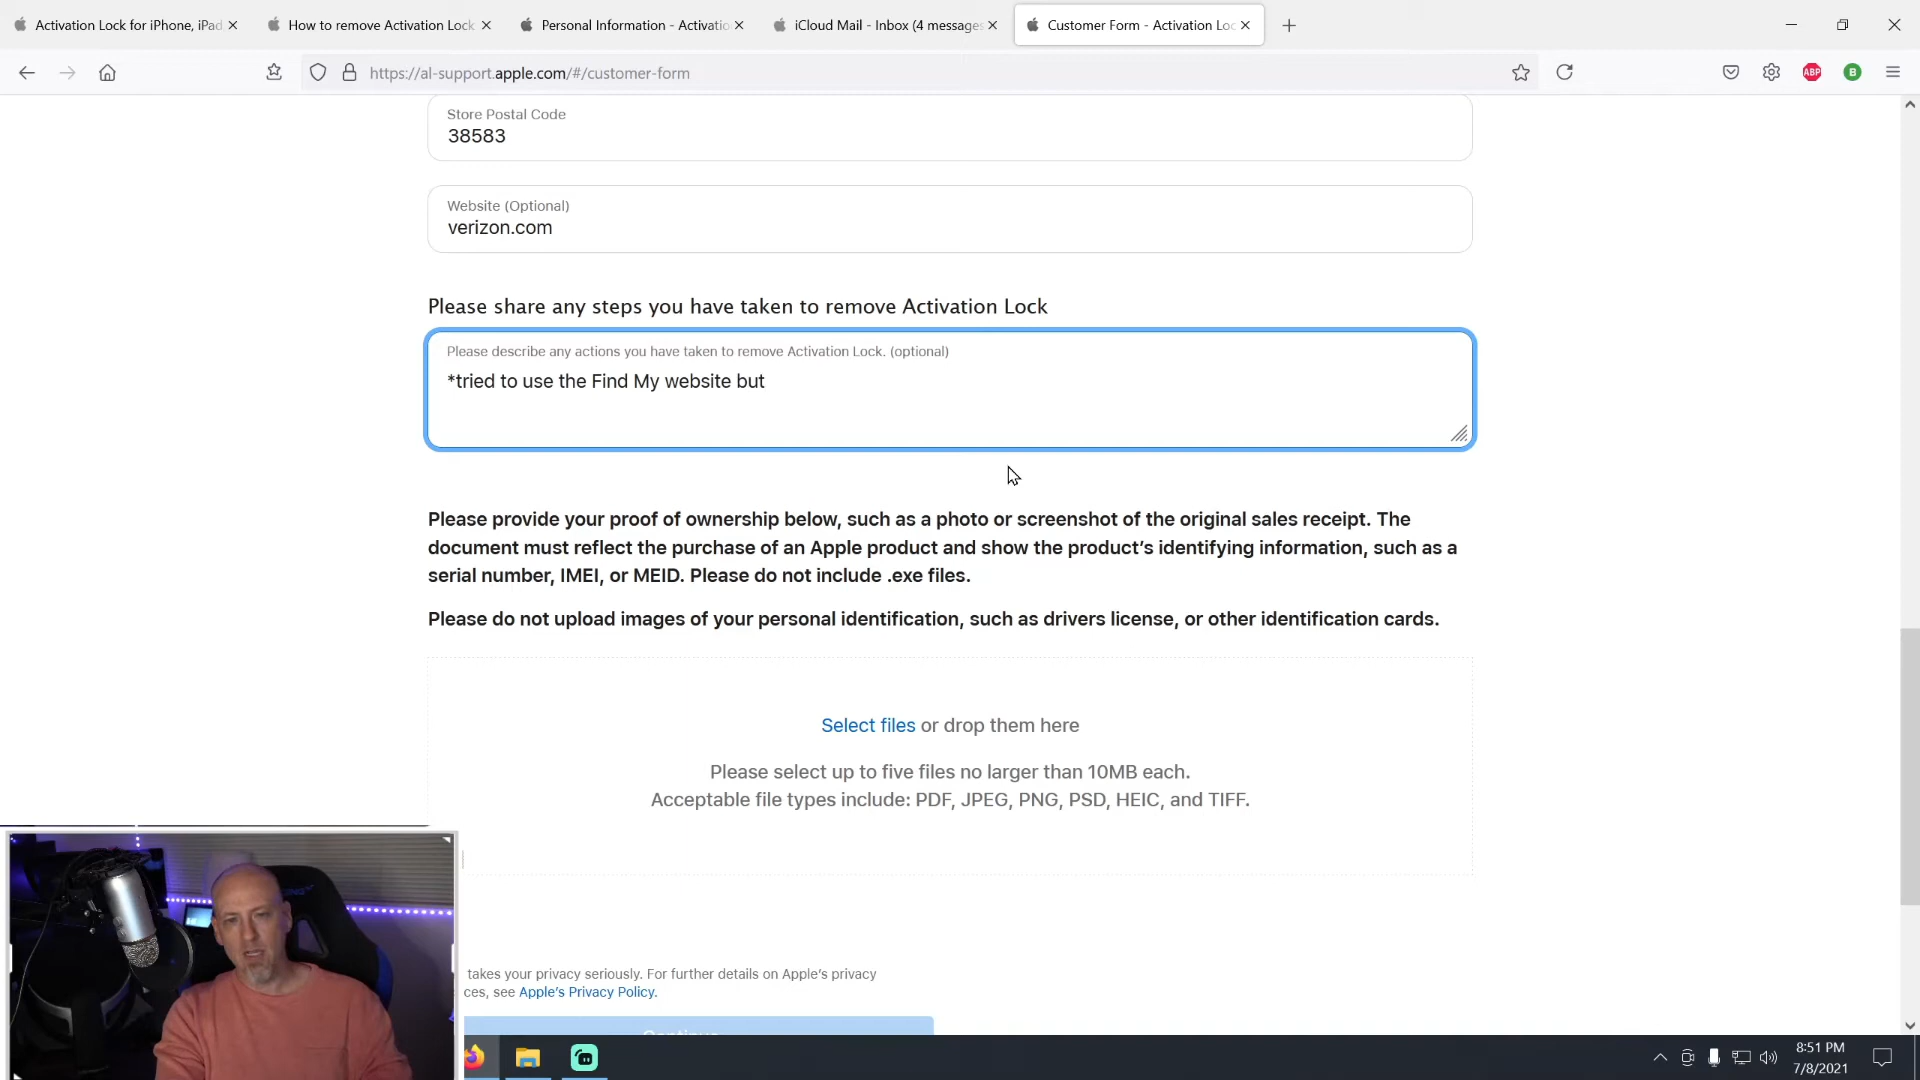 Activation Lock for iPhone, iPad
How to remove Activation Lock
Personal Information - Activatio
iCloud Mail - Inbox (4 messages
Customer Form - Activation Loc
https://al-support.apple.com/#/customer-form
ABP
B
Store Postal Code
38583
Website (Optional)
verizon.com
Please share any steps you have taken to remove Activation Lock
Please describe any actions you have taken to remove Activation Lock. (optional)
*tried to use the Find My website but
Please provide your proof of ownership below, such as a photo or screenshot of the original sales receipt. The
document must reflect the purchase of an Apple product and show the product's identifying information, such as a
serial number, IMEI, or MEID. Please do not include .exe files.
Please do not upload images of your personal identification, such as drivers license, or other identification cards.
Select files or drop them here
Please select up to five files no larger than 10MB each.
Acceptable file types include: PDF, JPEG, PNG, PSD, HEIC, and TIFF.
takes your privacy seriously. For further details on Apple's privacy
ces, see Apple's Privacy Policy.
Continue
8:51 PM
7/8/2021